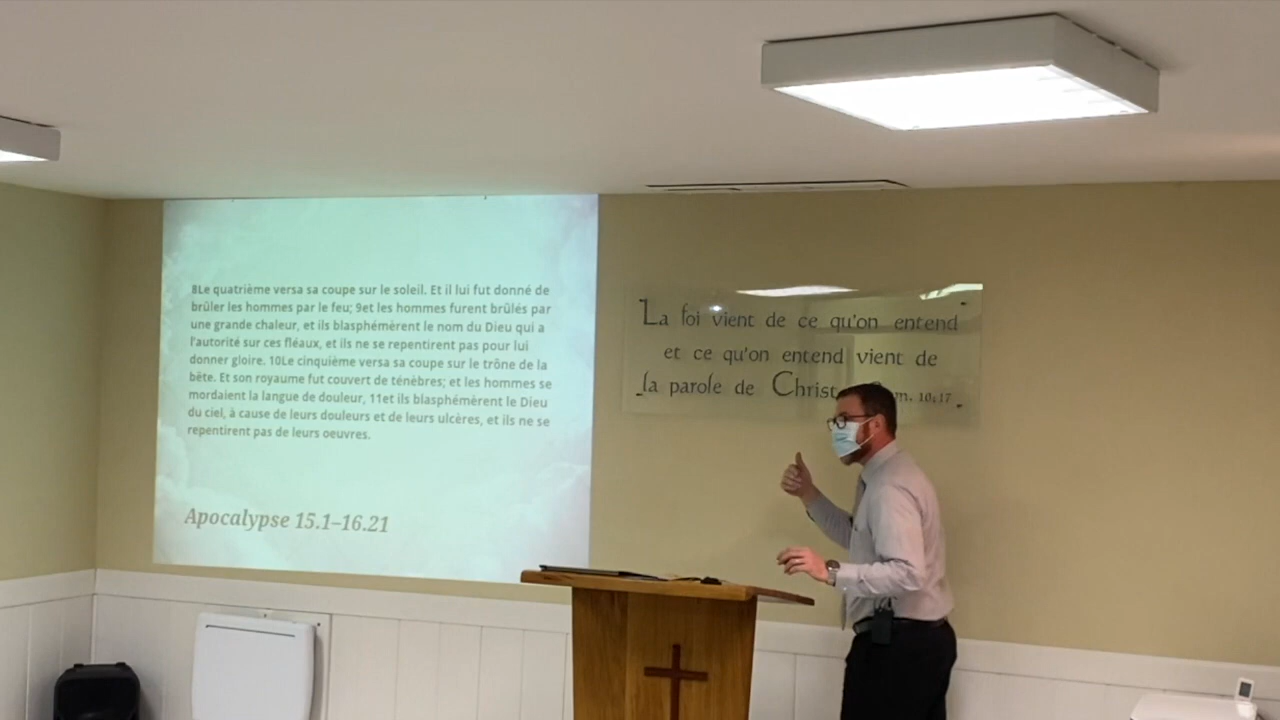 8Le quatrième versa sa coupe sur le soleil. Et il lui fut donné de
brûler les hommes par le feu; 9et les hommes furent brûlés par
une grande chaleur, et ils blasphémèrent le nom du Dieu qui a
l'autorité sur ces fléaux, et ils ne se repentirent pas pour lui
donner gloire. 10Le cinquième versa sa coupe sur le trône de la
bête. Et son royaume fut couvert de ténèbres; et les hommes se
mordaient la langue de douleur, 11et ils blasphémèrent le Dieu
du ciel, à cause de leurs douleurs et de leurs ulcères, et ils ne se
repentirent pas de leurs oeuvres.
Apocalypse 15.1–16.21
La foi vient de ce qu'on entend
et ce qu'on entend vient de
la parole de Christ 10:17